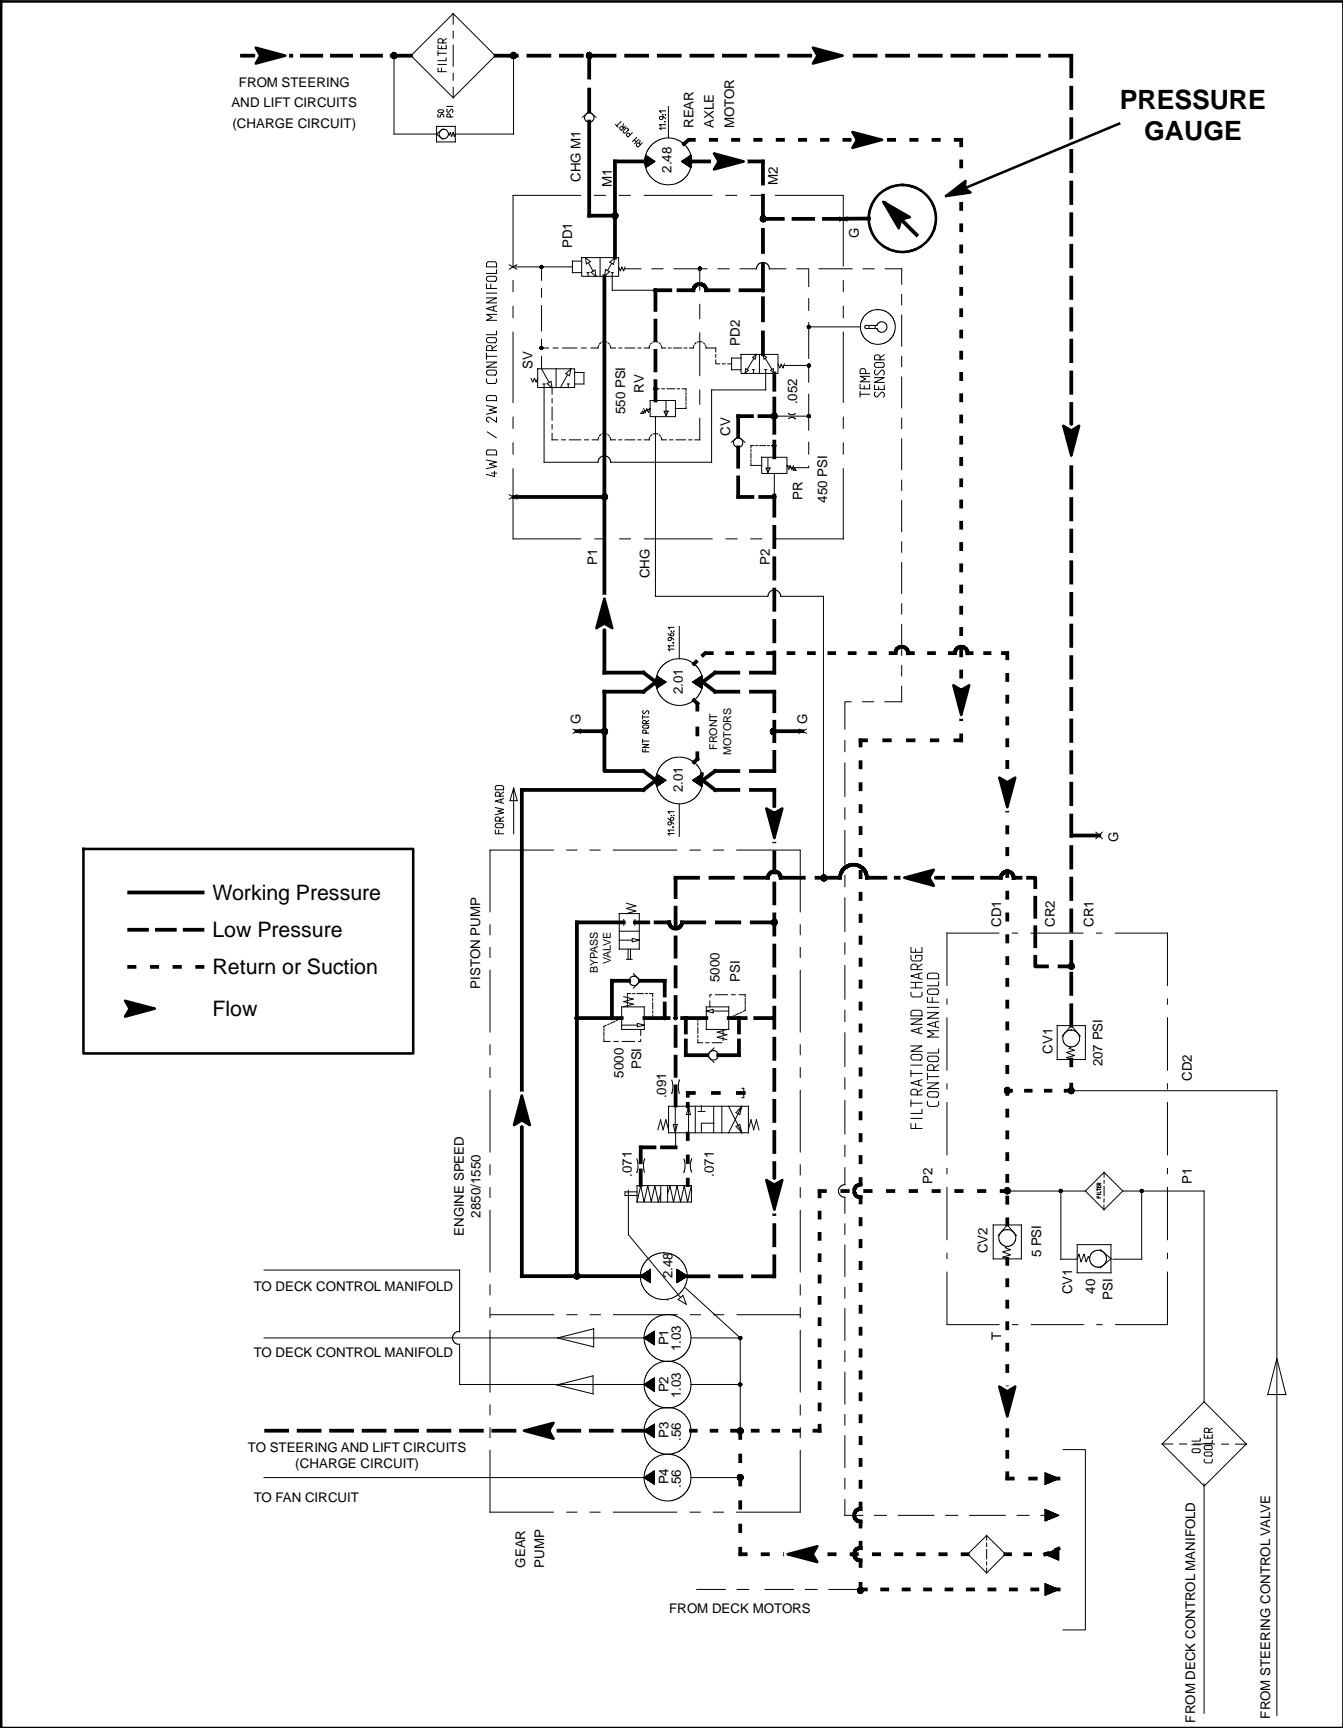 FILTER
FROM STEERING
AND LIFT CIRCUITS
(CHARGE CIRCUIT)
50
PSI
CHG M1
RH PORT
11.9:1
2.48
REAR
AXLE
MOTOR
M1
M2
PRESSURE
GAUGE
G
PD1
4WD / 2WD CONTROL MANIFOLD
SV
550 PSI
RV
PD2
TEMP
SENSOR
.052
CV
PR
450 PSI
P1
CHG
P2
11.96:1
2.01
G
FNT PORTS
FRONT
MOTORS
G
2.01
11.96:1
FORWARD
G
Working Pressure
Low Pressure
Return or Suction
Flow
PISTON PUMP
BYPASS
VALVE
5000
PSI
5000
PSI
CD1
CR2
CR1
FILTRATION AND CHARGE
CONTROL MANIFOLD
CV1
207 PSI
CD2
.091
.071
.071
ENGINE SPEED
2850/1550
P2
P1
FILTER
CV2
5 PSI
CV1
40
PSI
2.48
TO DECK CONTROL MANIFOLD
P1
1.03
TO DECK CONTROL MANIFOLD
P2
1.03
T
P3
.56
TO STEERING AND LIFT CIRCUITS
(CHARGE CIRCUIT)
P4
.56
TO FAN CIRCUIT
OIL
COOLER
GEAR
PUMP
FROM DECK MOTORS
FROM DECK CONTROL MANIFOLD
FROM STEERING CONTROL VALVE